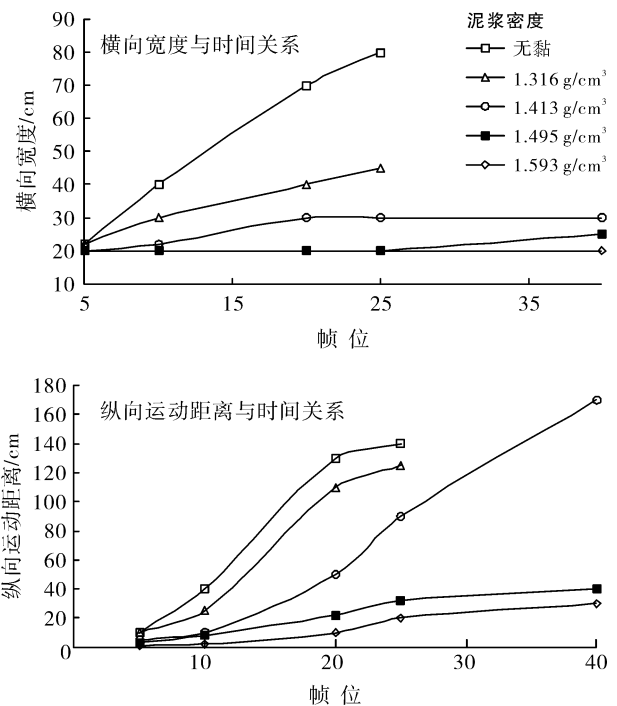 90
横向宽度与时间关系
泥浆密度
80
无黏
70
1.316 g/cm³
60
1.413 g/cm³
50
1.495 g/cm³
40
1.593 g/cm³
30
20
10
横向宽度/cm
5
15
25
35
帧 位
180
纵向运动距离与时间关系
160
140
120
100
80
60
40
20
0
纵向运动距离/cm
10
20
30
40
帧 位